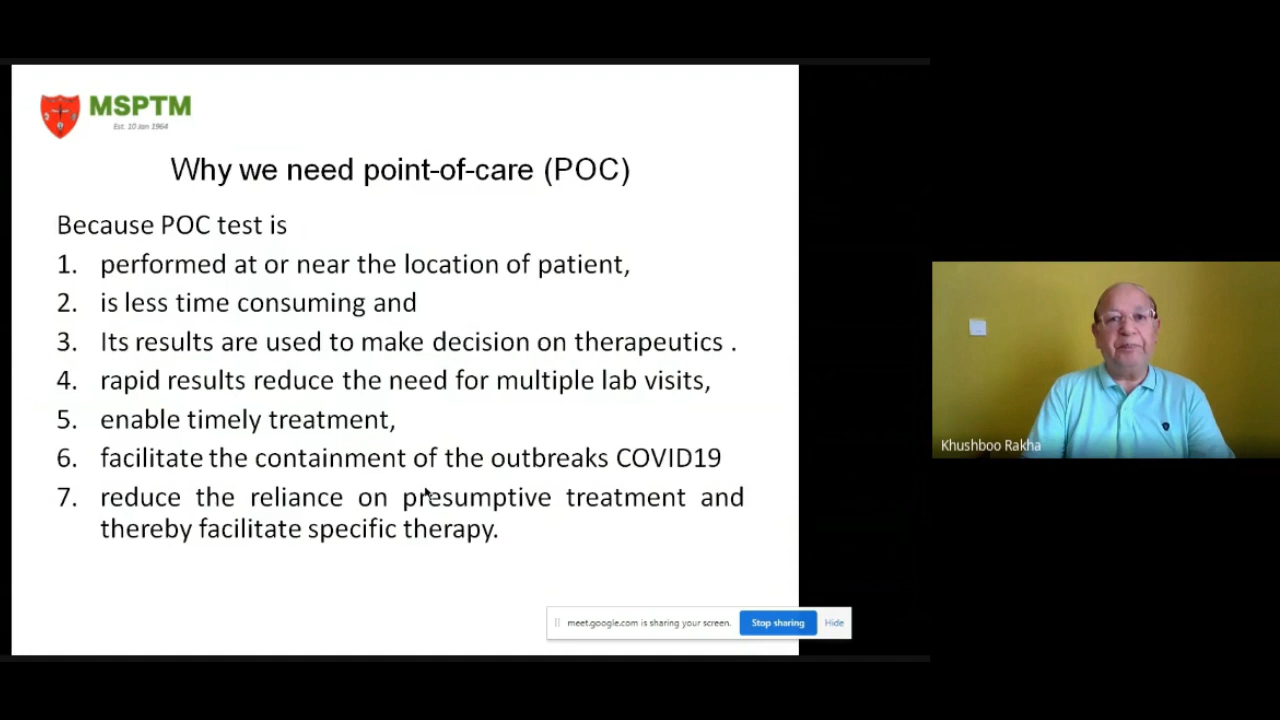 MSPTM
Est. 10 Jan 1964
Why we need point-of-care (POC)
Because POC test is
1. performed at or near the location of patient,
2. is less time consuming and
3. Its results are used to make decision on therapeutics .
4. rapid results reduce the need for multiple lab visits,
5. enable timely treatment,
6. facilitate the containment of the outbreaks COVID19
7. reduce the reliance on presumptive treatment and
thereby facilitate specific therapy.
Khushboo Rakha
meet.google.com is sharing your screen.
Stop sharing
Hide